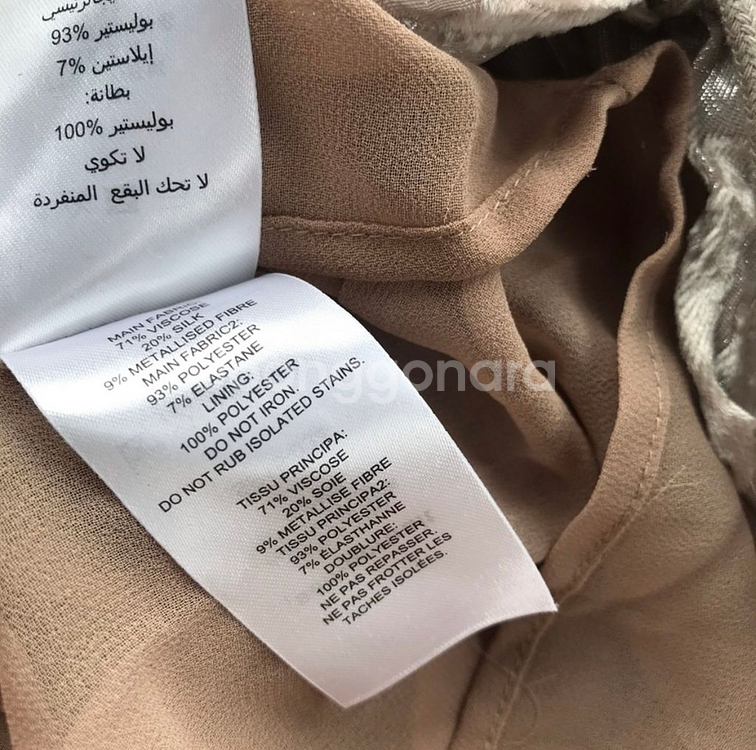 بوليستير %93
إيلاستين %7
بطانة:
بوليستير %100
لا تكوي
لا تحك البقع المنفردة
MAIN FABRIC
71% VISCOSE
20% SILK
9% METALLISED FIBRE
MAIN FABRIC2:
93% POLYESTER
7% ELASTANE
LINING:
100% POLYESTER
DO NOT IRON.
DO NOT RUB ISOLATED STAINS.
TISSU PRINCIPA:
71% VISCOSE
20% SOIE
9% METALLISE FIBRE
TISSU PRINCIPA2:
93% POLYESTER
7% ÉLASTHANNE
DOUBLURE:
100% POLYESTER
NE PAS REPASSER.
NE PAS FROTTER LES
TACHES ISOLÉES.